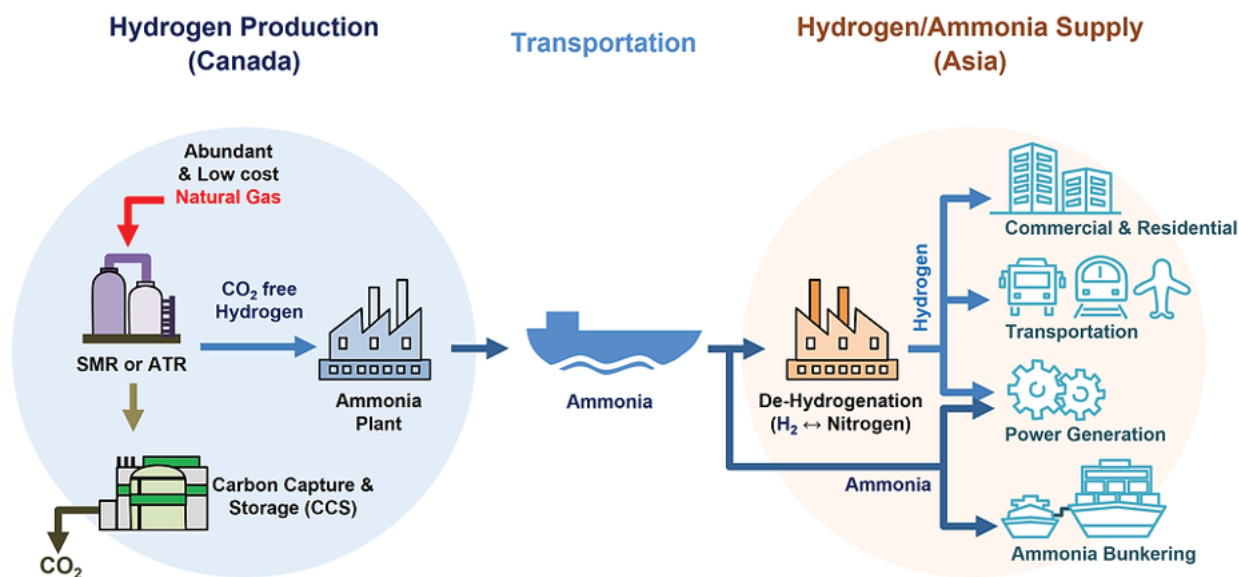 Hydrogen Production
(Canada)
Transportation
Hydrogen/Ammonia Supply
(Asia)
Abundant
& Low cost
Natural Gas
SMR or ATR
CO₂ free
Hydrogen
Ammonia
Plant
Carbon Capture &
Storage (CCS)
CO₂
Ammonia
De-Hydrogenation
(H₂ ↔ Nitrogen)
Hydrogen
Ammonia
Commercial & Residential
Transportation
Power Generation
Ammonia Bunkering